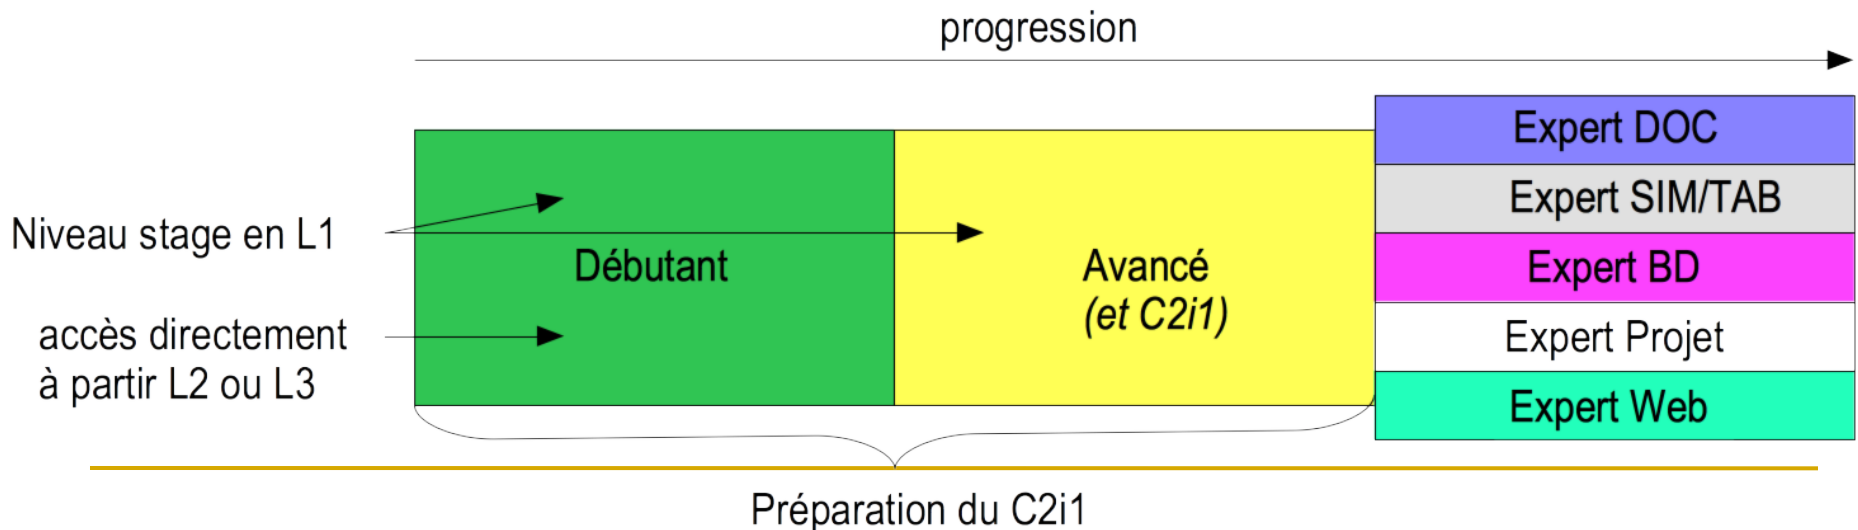 progression
Expert DOC
Expert SIM/TAB
Niveau stage en L1
Débutant
Avancé
(et C2i1)
Expert BD
accès directement
à partir L2 ou L3
Expert Projet
Expert Web
Préparation du C2i1